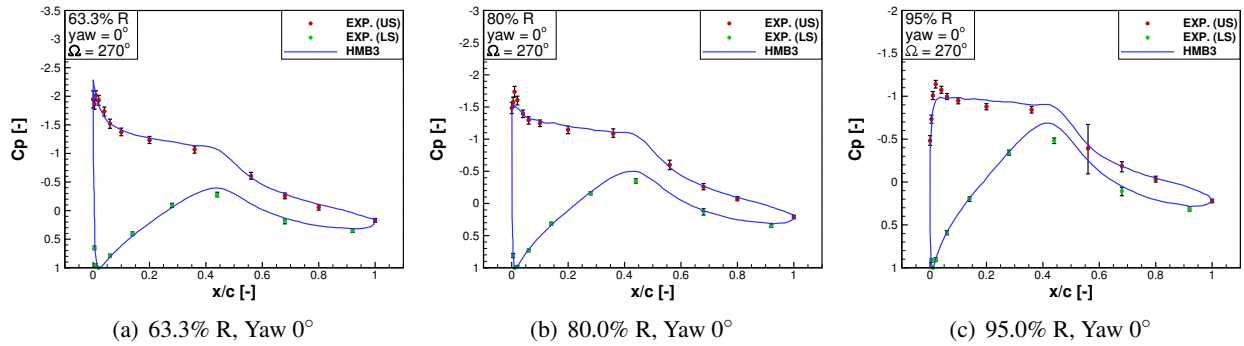 63.3% R
yaw = 0°
Ω = 270°
EXP. (US)
EXP. (LS)
HMB3
-3.5
-3
-2.5
-2
-1.5
-1
-0.5
0
0.5
1
Cp [-]
0 0.2 0.4 0.6 0.8 1
x/c [-]
(a) 63.3% R, Yaw 0°
80% R
yaw = 0°
Ω = 270°
EXP. (US)
EXP. (LS)
HMB3
-3
-2.5
-2
-1.5
-1
-0.5
0
0.5
1
Cp [-]
0 0.2 0.4 0.6 0.8 1
x/c [-]
(b) 80.0% R, Yaw 0°
95% R
yaw = 0°
Ω = 270°
EXP. (US)
EXP. (LS)
HMB3
-2
-1.5
-1
-0.5
0
0.5
1
Cp [-]
0 0.2 0.4 0.6 0.8 1
x/c [-]
(c) 95.0% R, Yaw 0°